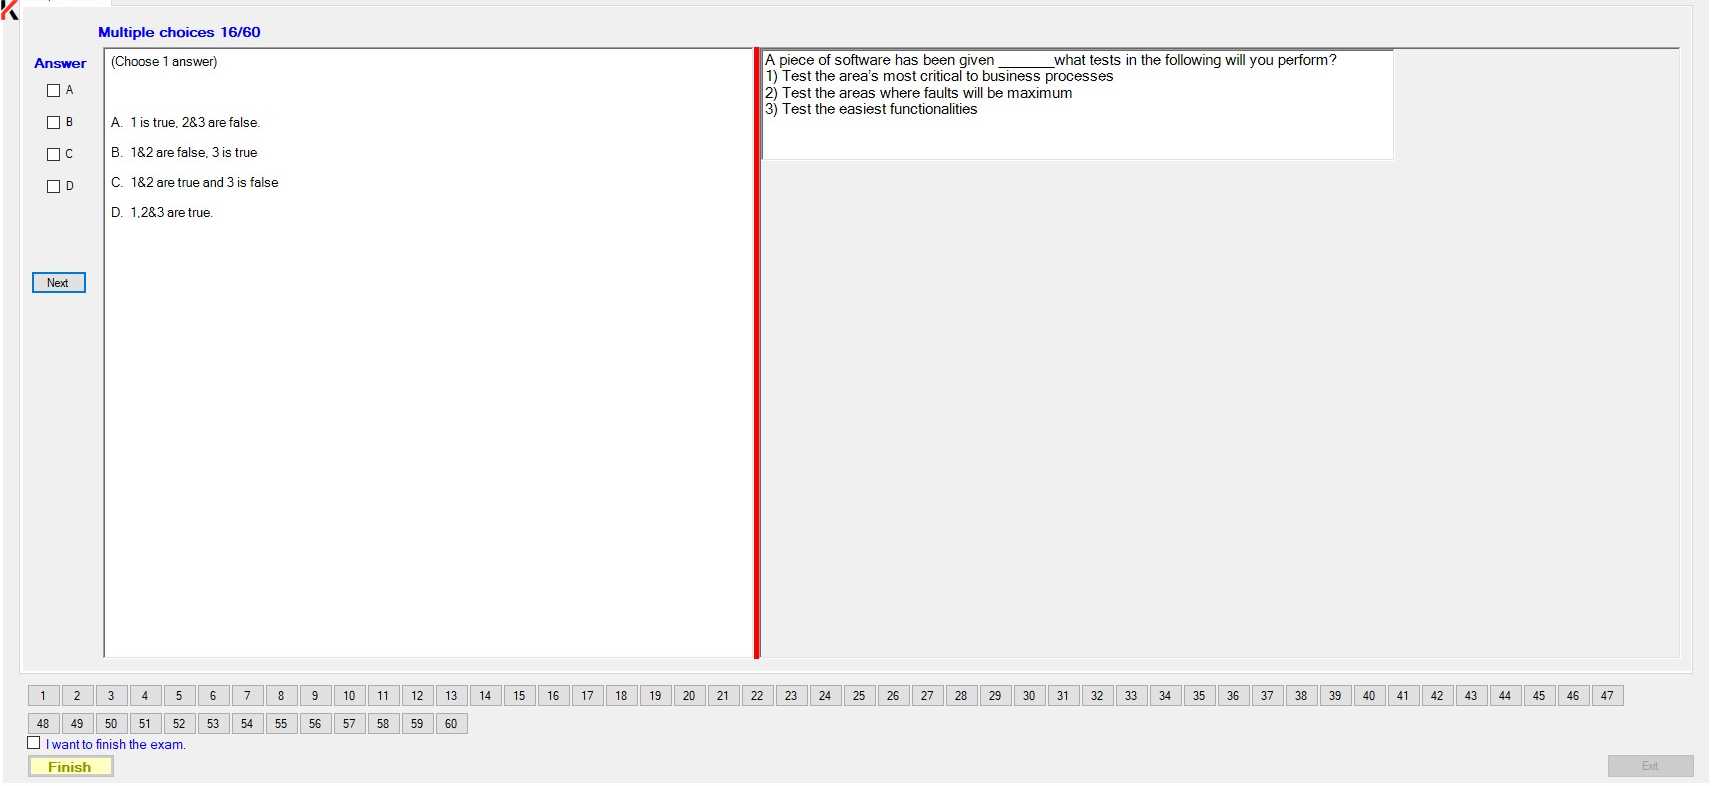 Multiple choices 16/60
Answer
A
B
C
D
Next
(Choose 1 answer)
A. 1 is true, 2&3 are false.
B. 1&2 are false, 3 is true
C. 1&2 are true and 3 is false
D. 1,2&3 are true.
A piece of software has been given _______what tests in the following will you perform?
1) Test the area's most critical to business processes
2) Test the areas where faults will be maximum
3) Test the easiest functionalities
1 2 3 4 5 6 7 8 9 10 11 12 13 14 15 16 17 18 19 20 21 22 23 24 25 26 27 28 29 30 31 32 33 34 35 36 37 38 39 40 41 42 43 44 45 46 47
48 49 50 51 52 53 54 55 56 57 58 59 60
I want to finish the exam.
Finish
Exit